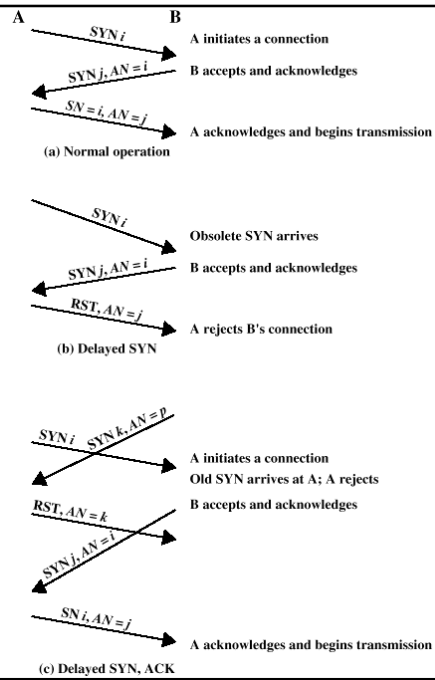 A B
SYN i
A initiates a connection
SYN j, AN = i
B accepts and acknowledges
SN = i, AN = j
A acknowledges and begins transmission
(a) Normal operation
SYN i
Obsolete SYN arrives
SYN j, AN = i
B accepts and acknowledges
RST, AN = j
A rejects B's connection
(b) Delayed SYN
SYN k, AN = p
SYN i
A initiates a connection
Old SYN arrives at A; A rejects
RST, AN = k
B accepts and acknowledges
SYN j, AN = i
SN i, AN = j
A acknowledges and begins transmission
(c) Delayed SYN, ACK